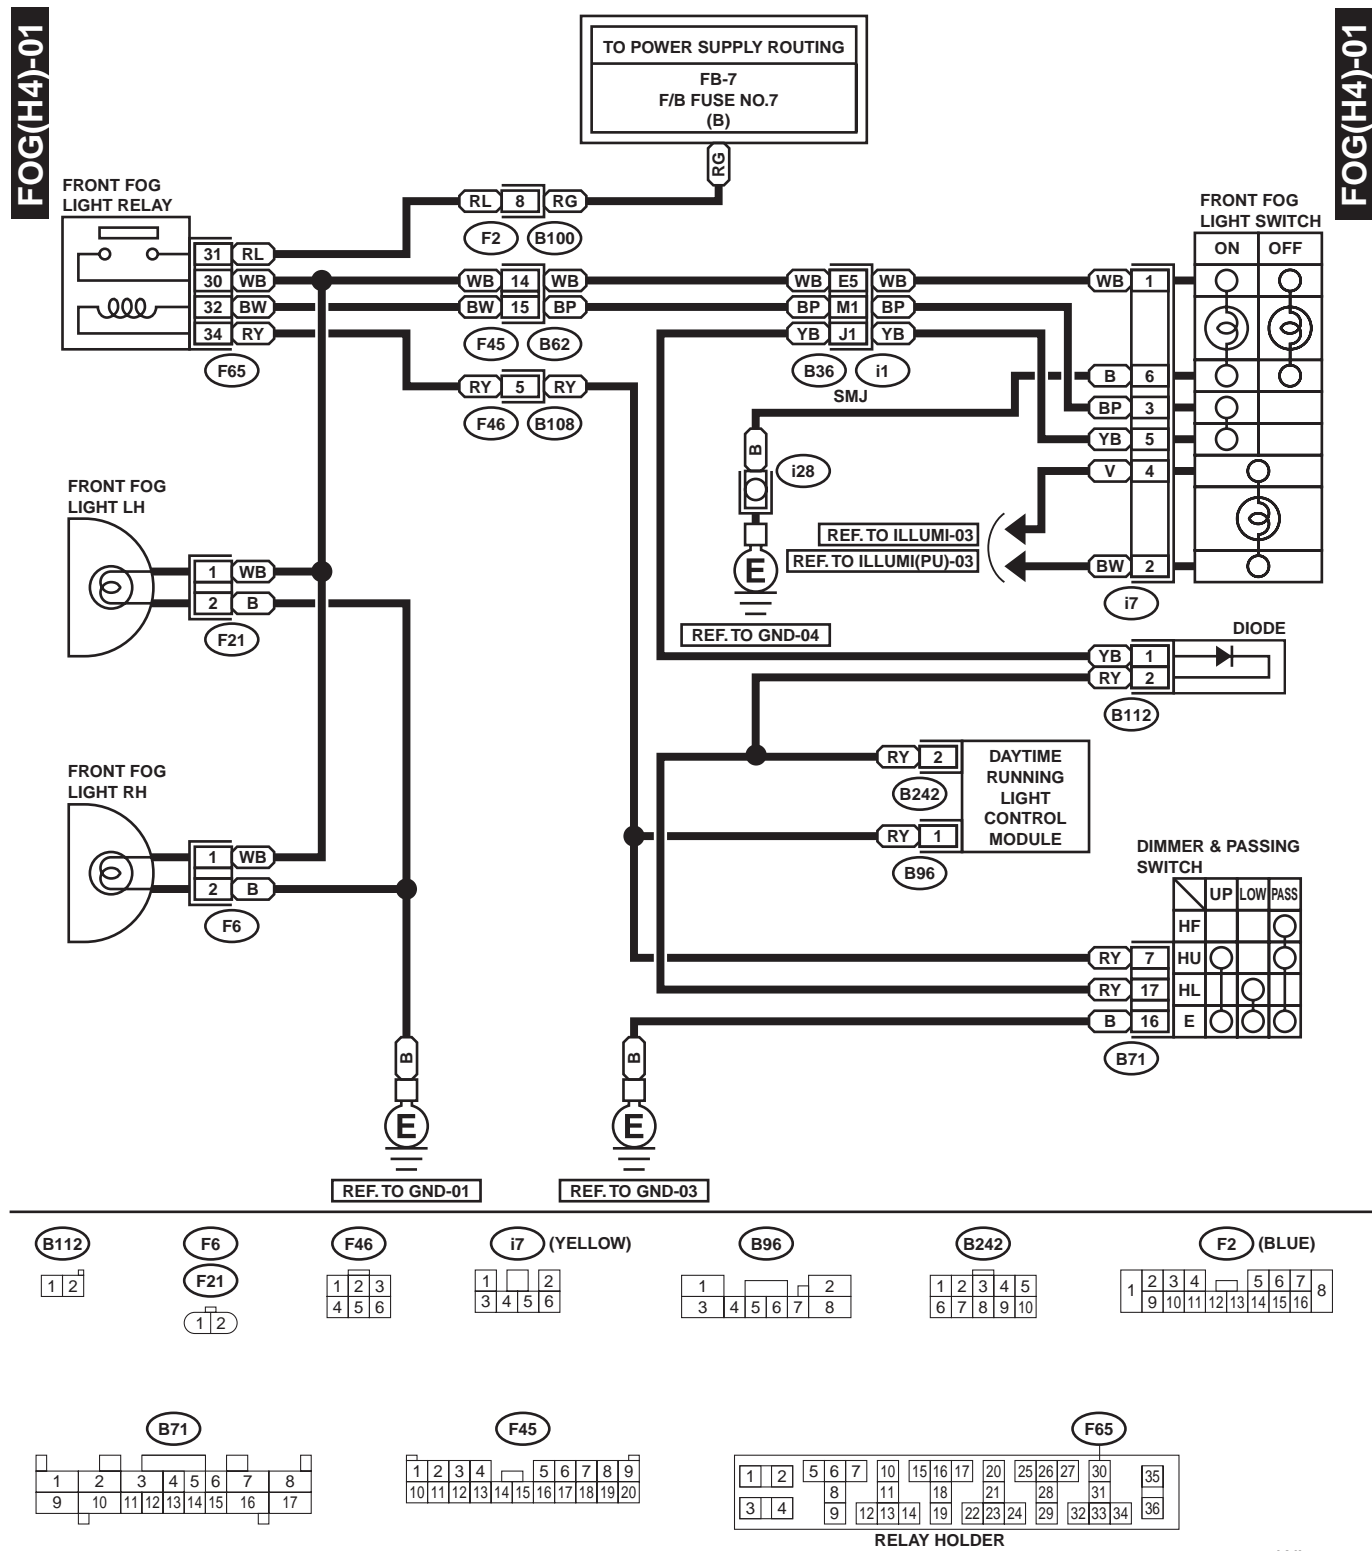 FOG(H4)-01
FOG(H4)-01
TO POWER SUPPLY ROUTING
FB-7
F/B FUSE NO.7
(B)
RG
FRONT FOG
LIGHT RELAY
RL 8 RG
F2 B100
31 RL
30 WB
32 BW
34 RY
F65
WB 14 WB
BW 15 BP
F45 B62
RY 5 RY
F46 B108
WB E5 WB
BP M1 BP
YB J1 YB
B36 i1
SMJ
FRONT FOG
LIGHT SWITCH
ON OFF
WB 1
B 6
BP 3
YB 5
V 4
BW 2
i7
B
i28
E
REF. TO ILLUMI-03
REF. TO ILLUMI(PU)-03
REF. TO GND-04
FRONT FOG
LIGHT LH
1 WB
2 B
F21
DIODE
YB 1
RY 2
B112
FRONT FOG
LIGHT RH
1 WB
2 B
F6
RY 2
B242
RY 1
B96
DAYTIME
RUNNING
LIGHT
CONTROL
MODULE
DIMMER & PASSING
SWITCH
UP LOW PASS
HF
RY 7 HU
RY 17 HL
B 16 E
B71
B
E
REF. TO GND-01
B
E
REF. TO GND-03
B112
1 2
F6
F21
1 2
F46
1 2 3
4 5 6
i7 (YELLOW)
1 2
3 4 5 6
B96
1 2
3 4 5 6 7 8
B242
1 2 3 4 5
6 7 8 9 10
F2 (BLUE)
1 2 3 4 5 6 7 8
9 10 11 12 13 14 15 16
B71
1 2 3 4 5 6 7 8
9 10 11 12 13 14 15 16 17
F45
1 2 3 4 5 6 7 8 9
10 11 12 13 14 15 16 17 18 19 20
F65
1 2 5 6 7 10 15 16 17 20 25 26 27 30 35
8 11 18 21 28 31
3 4 9 12 13 14 19 22 23 24 29 32 33 34 36
RELAY HOLDER